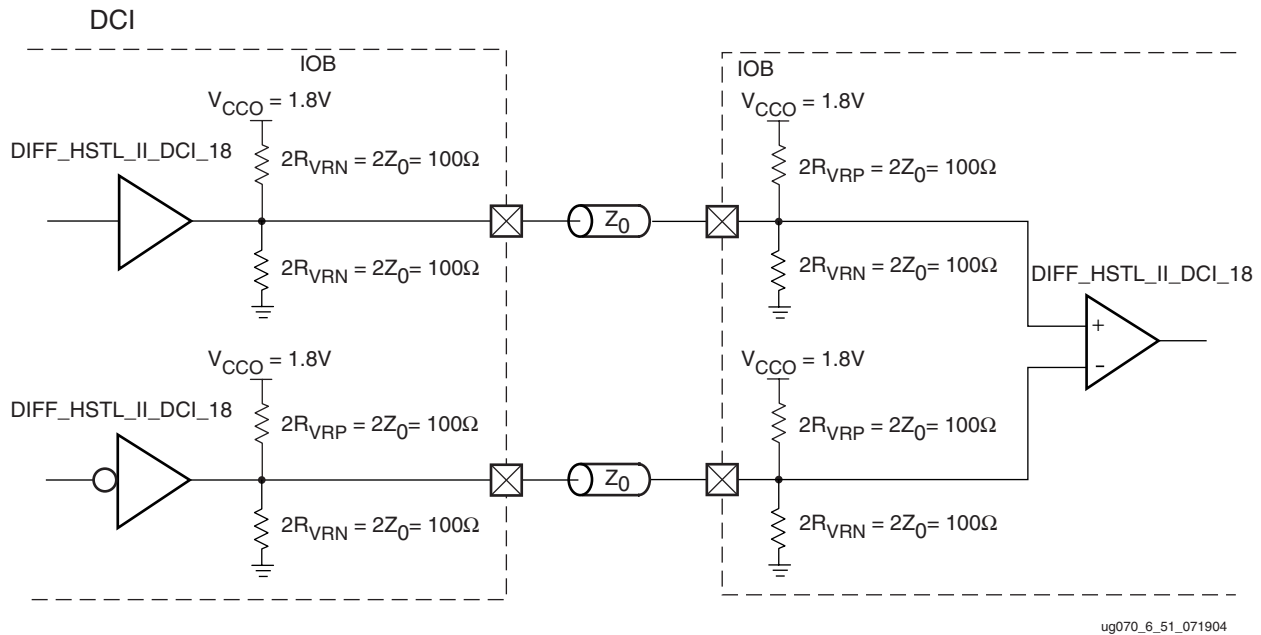 DCI
IOB
IOB
VCCO = 1.8V
VCCO = 1.8V
DIFF_HSTL_II_DCI_18
2RVRN = 2Z0= 100Ω
2RVRP = 2Z0= 100Ω
Z0
2RVRN = 2Z0= 100Ω
2RVRN = 2Z0= 100Ω
DIFF_HSTL_II_DCI_18
+
VCCO = 1.8V
VCCO = 1.8V
-
DIFF_HSTL_II_DCI_18
2RVRP = 2Z0= 100Ω
2RVRP = 2Z0= 100Ω
Z0
2RVRN = 2Z0= 100Ω
2RVRN = 2Z0= 100Ω
ug070_6_51_071904